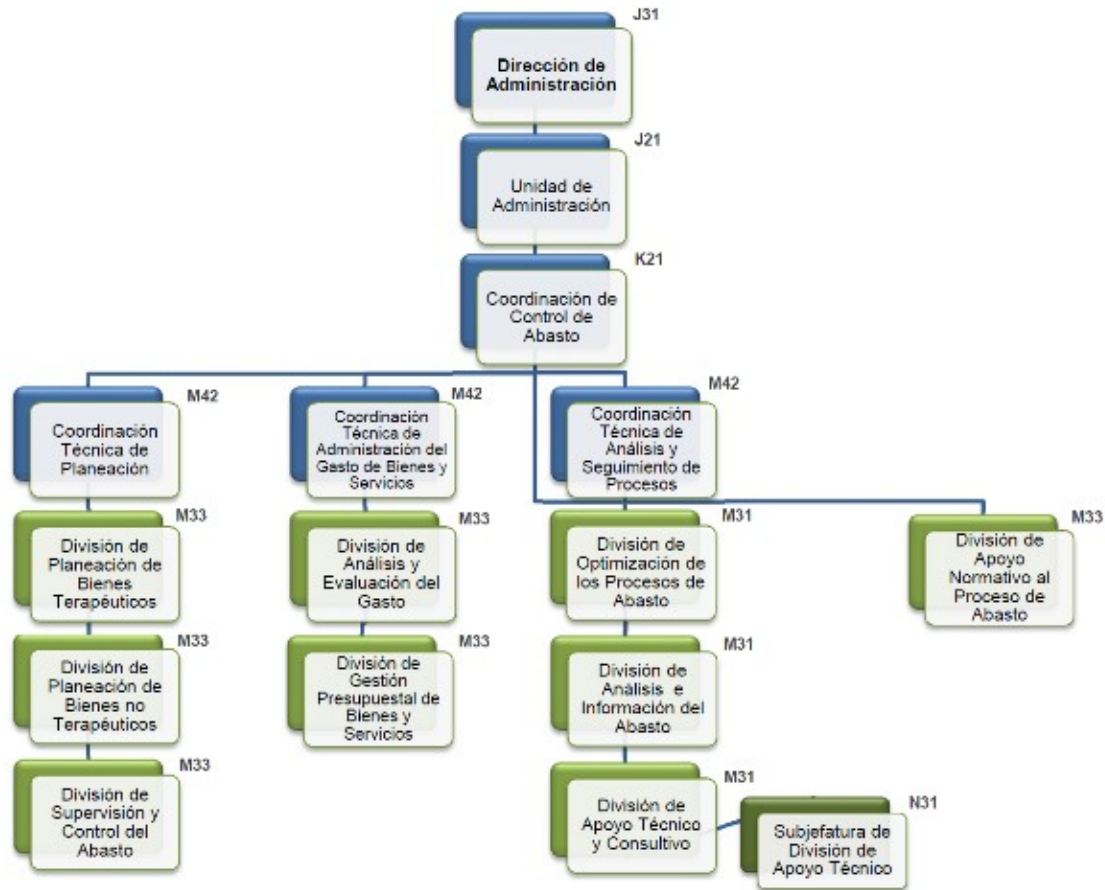 J31
Dirección de
Administración
J21
Unidad de
Administración
K21
Coordinación de
Control de
Abasto
M42
Coordinación
Técnica de
Planeación
M42
Coordinación
Técnica de
Administración del
Gasto de Bienes y
Servicios
M42
Coordinación
Técnica de
Análisis y
Seguimiento de
Procesos
M33
División de
Planeación de
Bienes
Terapéuticos
M33
División de
Análisis y
Evaluación del
Gasto
M31
División de
Optimización de
los Procesos de
Abasto
M33
División de
Apoyo
Normativo al
Proceso de
Abasto
M33
División de
Planeación de
Bienes no
Terapéuticos
M33
División de
Gestión
Presupuestal de
Bienes y
Servicios
M31
División de
Análisis e
Información del
Abasto
M33
División de
Supervisión y
Control del
Abasto
M31
División de
Apoyo Técnico
y Consultivo
N31
Subjefatura de
División de
Apoyo Técnico